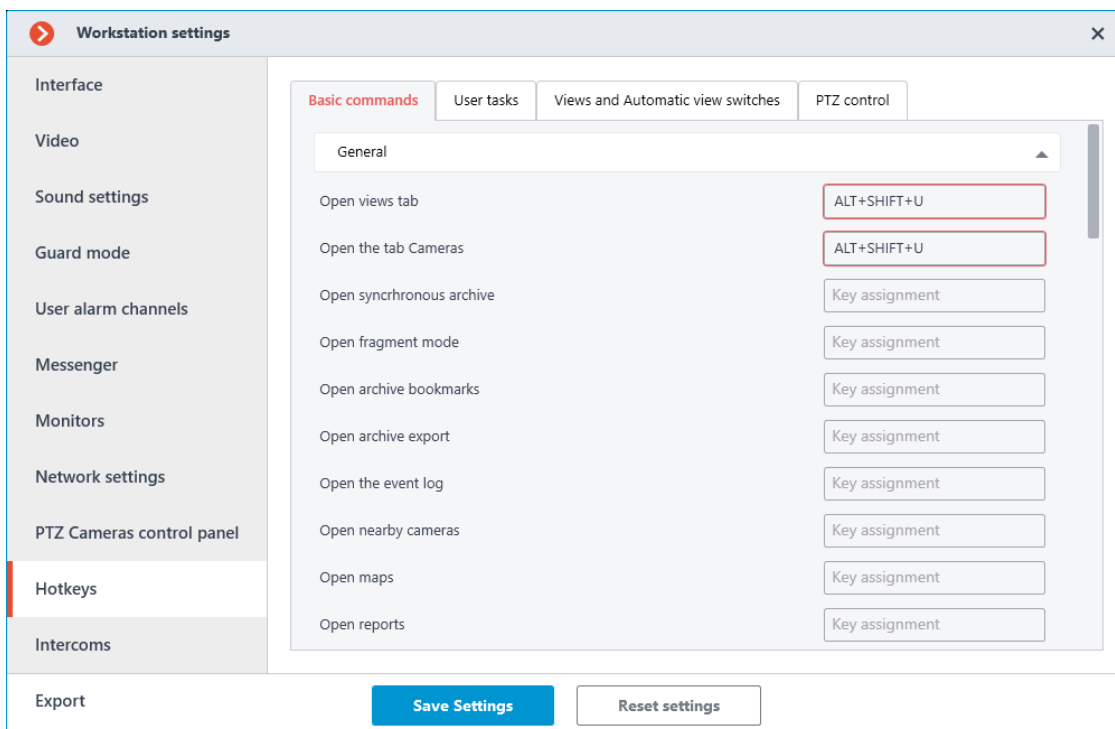 Workstation settings
Interface
Video
Sound settings
Guard mode
User alarm channels
Messenger
Monitors
Network settings
PTZ Cameras control panel
Hotkeys
Intercoms
Export
Basic commands
User tasks
Views and Automatic view switches
PTZ control
General
Open views tab ALT+SHIFT+U
Open the tab Cameras ALT+SHIFT+U
Open syncrhronous archive Key assignment
Open fragment mode Key assignment
Open archive bookmarks Key assignment
Open archive export Key assignment
Open the event log Key assignment
Open nearby cameras Key assignment
Open maps Key assignment
Open reports Key assignment
Save Settings
Reset settings